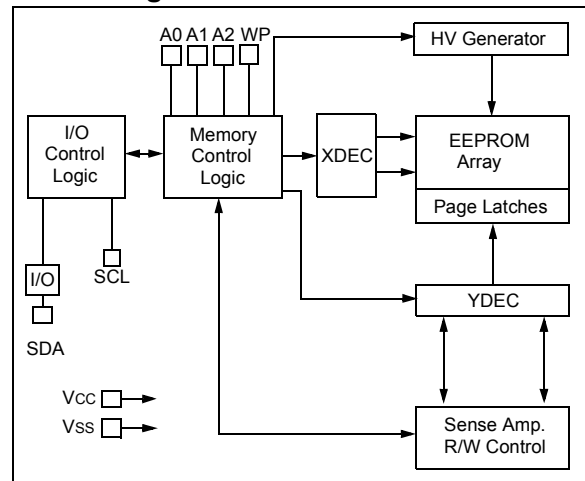 A0 A1 A2 WP
HV Generator
I/O
Control
Logic
Memory
Control
Logic
XDEC
EEPROM
Array
Page Latches
I/O
SCL
SDA
YDEC
VCC
VSS
Sense Amp.
R/W Control